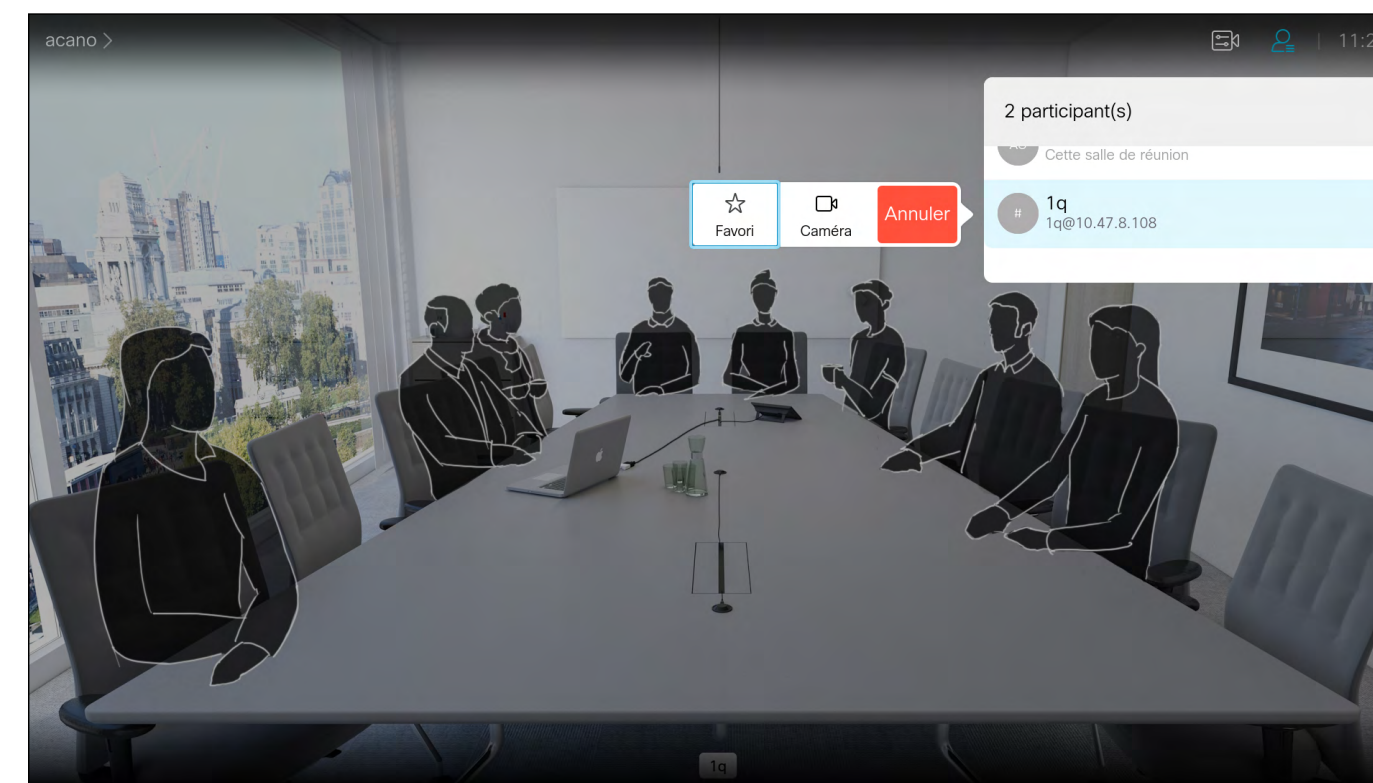 acano >
11:2
2 participant(s)
Cette salle de réunion
1q
1q@10.47.8.108
#
Favori
Caméra
Annuler
1q